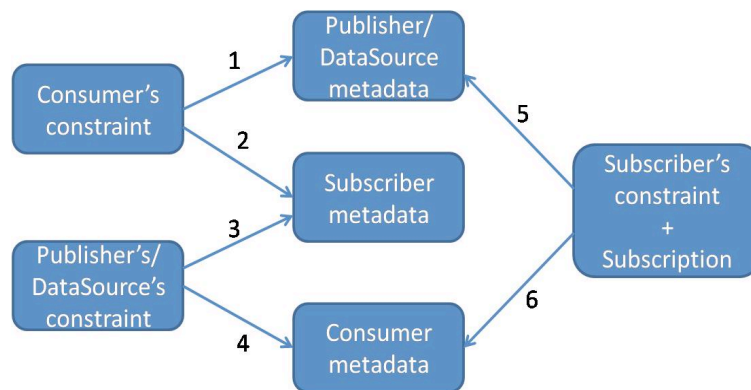 Publisher/
DataSource
metadata
1
Consumer's
constraint
5
2
Subscriber
metadata
Subscriber's
constraint
+
Subscription
3
Publisher's/
DataSource's
constraint
6
4
Consumer
metadata